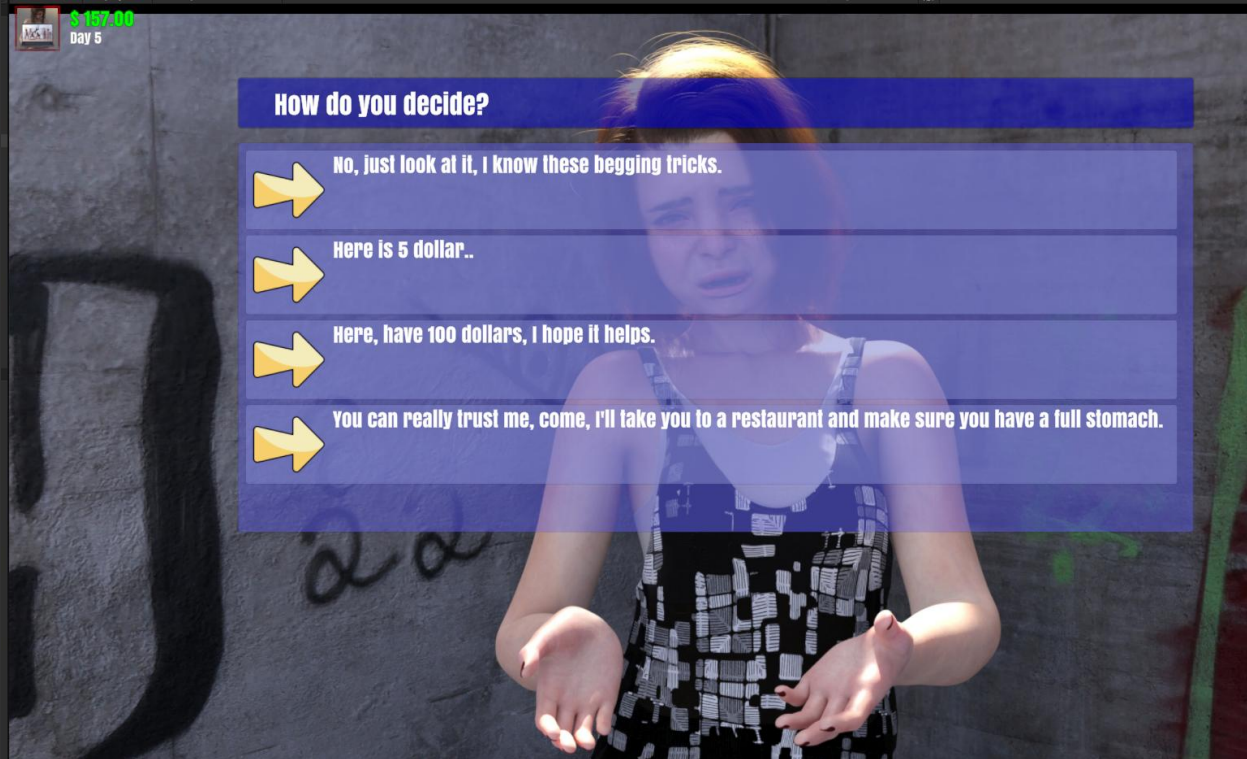 $ 157.00
Day 5
How do you decide?
No, just look at it, I know these begging tricks.
Here is 5 dollar..
Here, have 100 dollars, I hope it helps.
You can really trust me, come, I'll take you to a restaurant and make sure you have a full stomach.
22